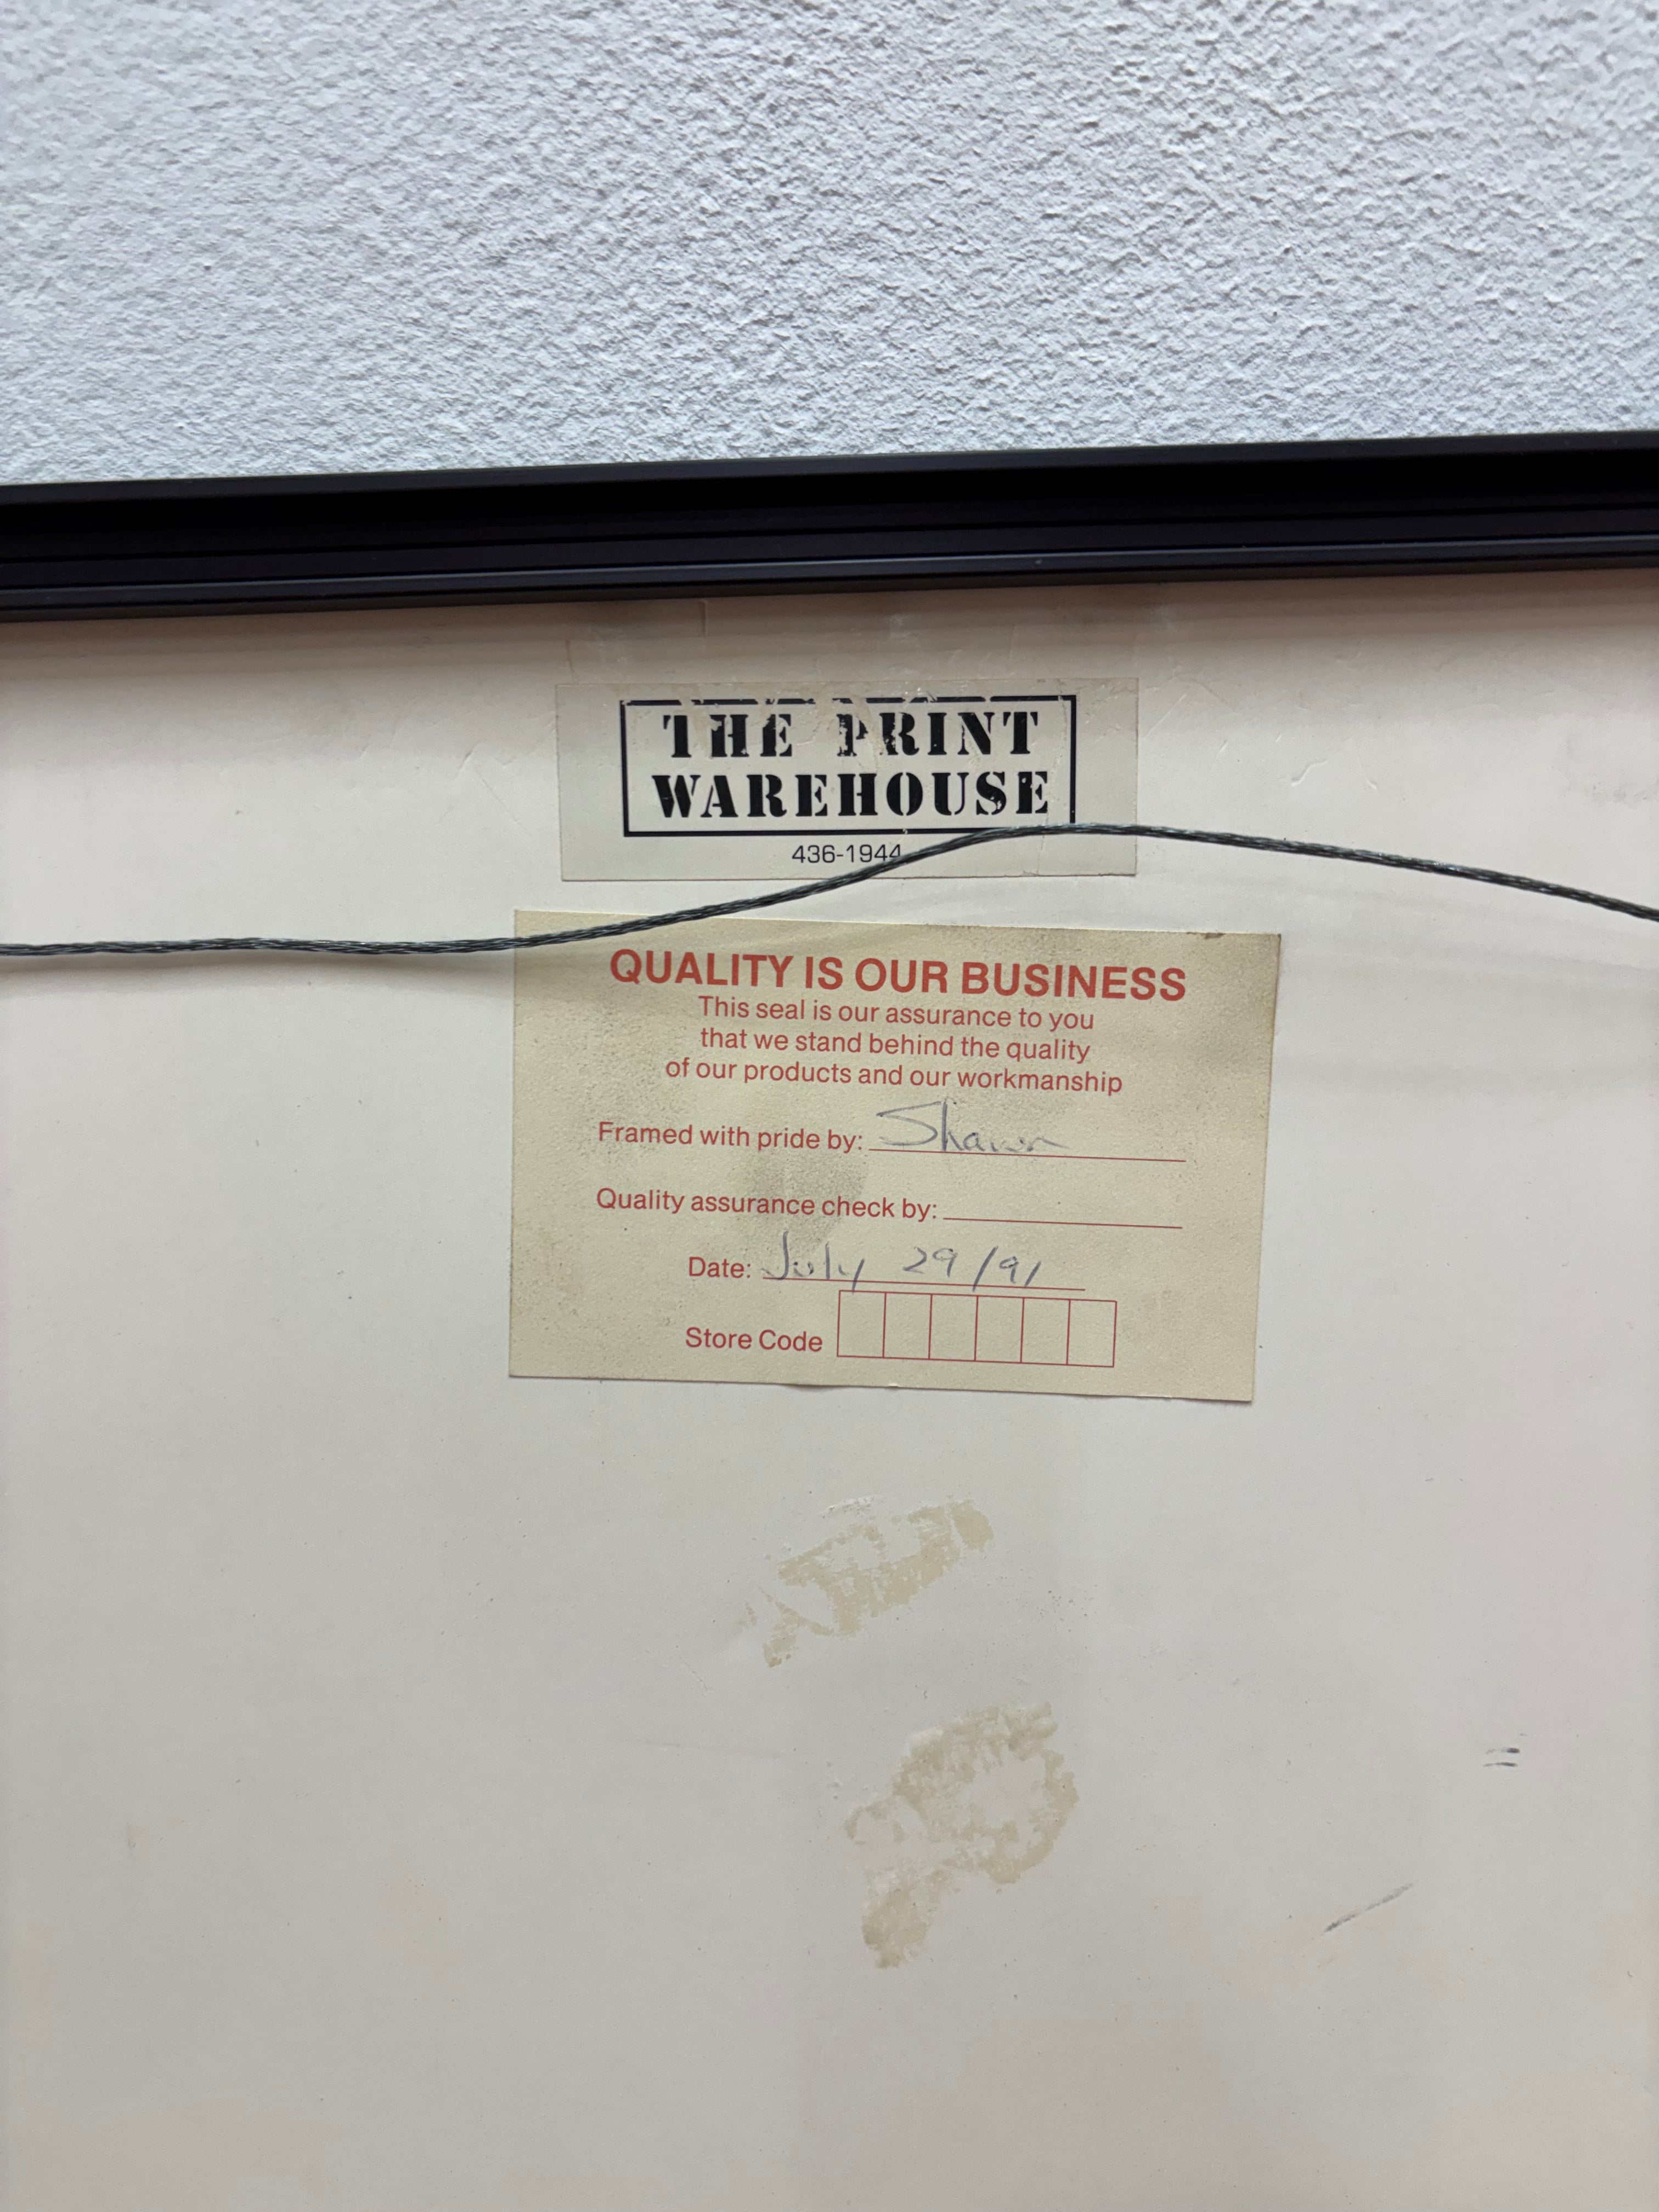 THE PRINT
WAREHOUSE
436-1944
QUALITY IS OUR BUSINESS
This seal is our assurance to you
that we stand behind the quality
of our products and our workmanship
Framed with pride by: Shawn
Quality assurance check by:
Date: July 29/91
Store Code